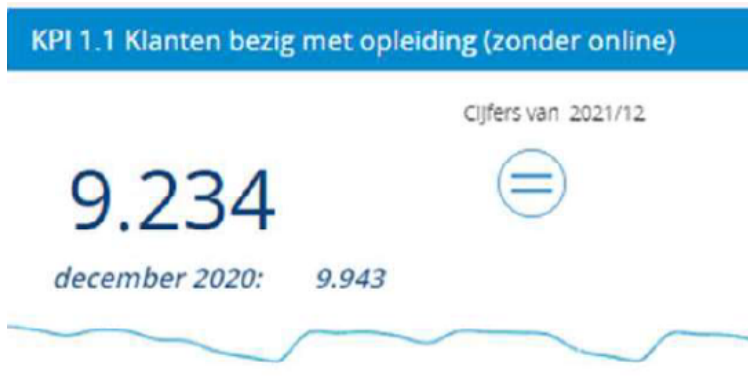 KPI 1.1 Klanten bezig met opleiding (zonder online)
Cijfers van 2021/12
9.234
december 2020: 9.943